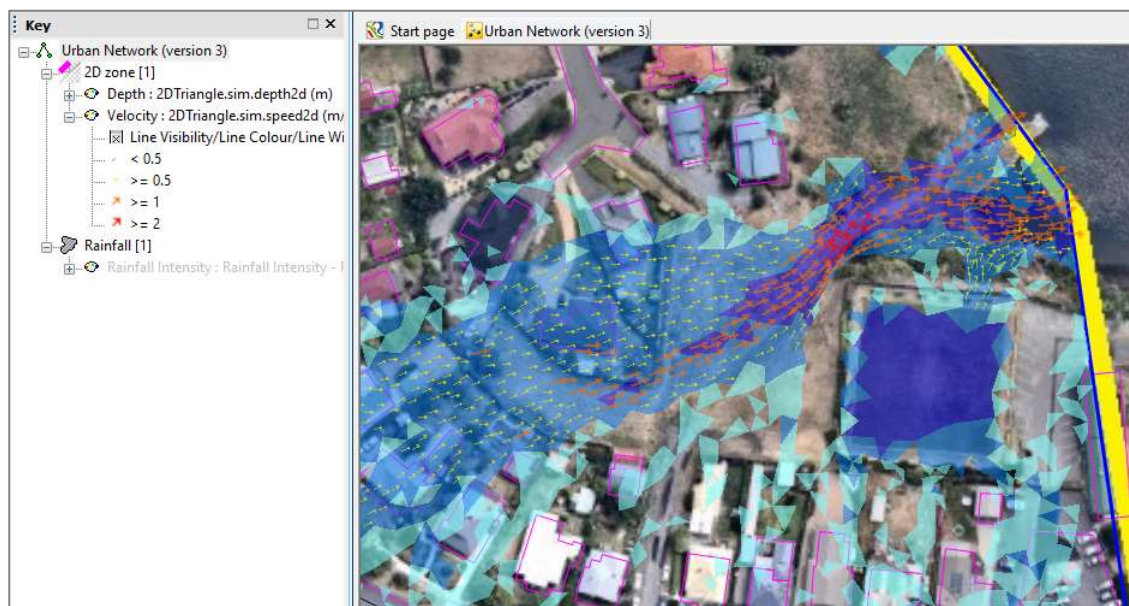 Key
Urban Network (version 3)
2D zone [1]
Depth : 2DTriangle.sim.depth2d (m)
Velocity : 2DTriangle.sim.speed2d (m/
Line Visibility/Line Colour/Line Wi
< 0.5
>= 0.5
>= 1
>= 2
Rainfall [1]
Rainfall Intensity : Rainfall Intensity -
Start page
Urban Network (version 3)